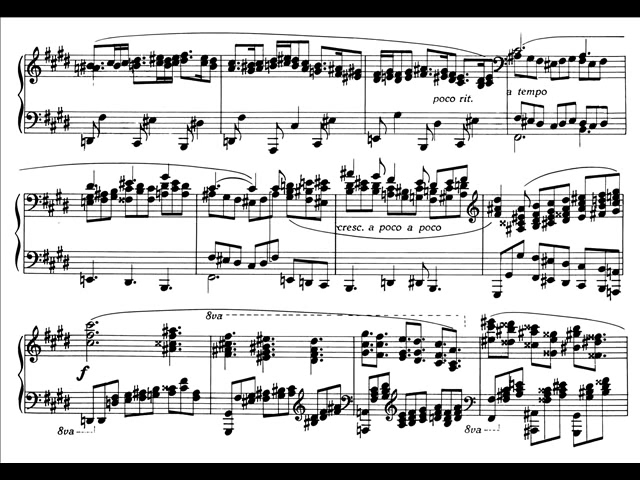 poco rit.
a tempo
cresc. a poco a poco
8va
f
8va
8va